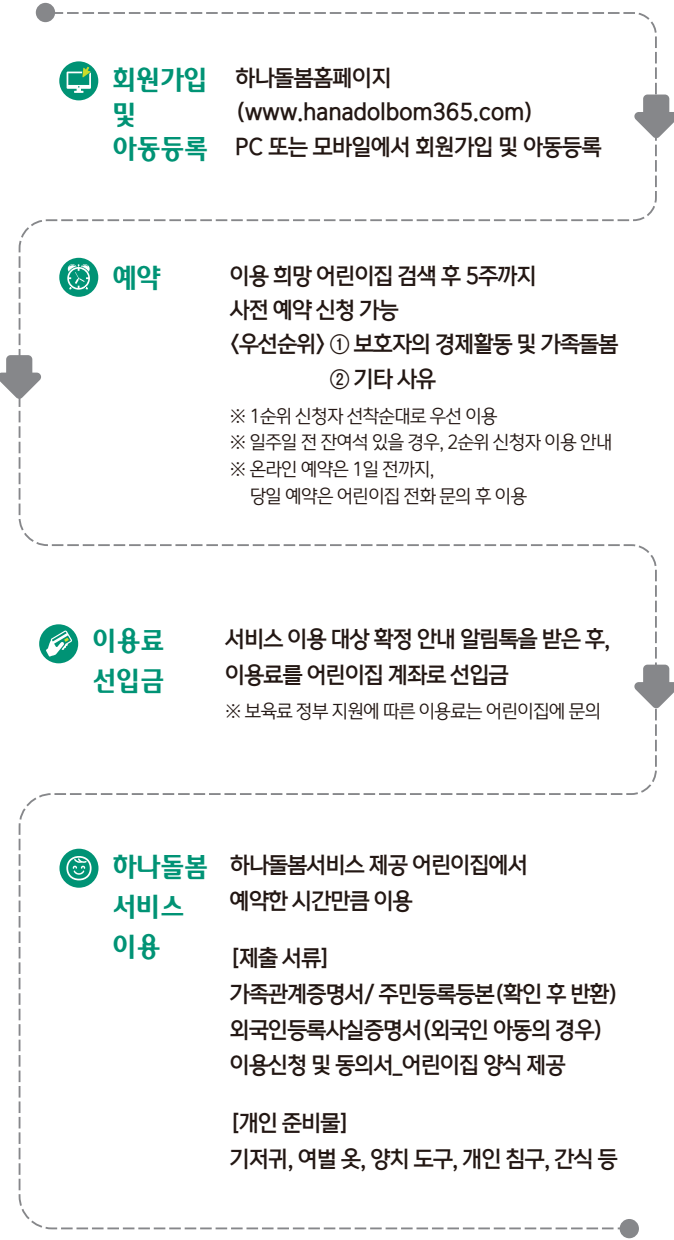 회원가입
및
아동등록
하나돌봄홈페이지
(www.hanadolbom365.com)
PC 또는 모바일에서 회원가입 및 아동등록
예약
이용 희망 어린이집 검색 후 5주까지
사전 예약 신청 가능
〈우선순위〉 ① 보호자의 경제활동 및 가족돌봄
② 기타 사유
※ 1순위 신청자 선착순대로 우선 이용
※ 일주일 전 잔여석 있을 경우, 2순위 신청자 이용 안내
※ 온라인 예약은 1일 전까지,
당일 예약은 어린이집 전화 문의 후 이용
이용료
선입금
서비스 이용 대상 확정 안내 알림톡을 받은 후,
이용료를 어린이집 계좌로 선입금
※ 보육료 정부 지원에 따른 이용료는 어린이집에 문의
하나돌봄
서비스
이용
하나돌봄서비스 제공 어린이집에서
예약한 시간만큼 이용
[제출 서류]
가족관계증명서/ 주민등록등본(확인 후 반환)
외국인등록사실증명서(외국인 아동의 경우)
이용신청 및 동의서_어린이집 양식 제공
[개인 준비물]
기저귀, 여벌 옷, 양치 도구, 개인 침구, 간식 등